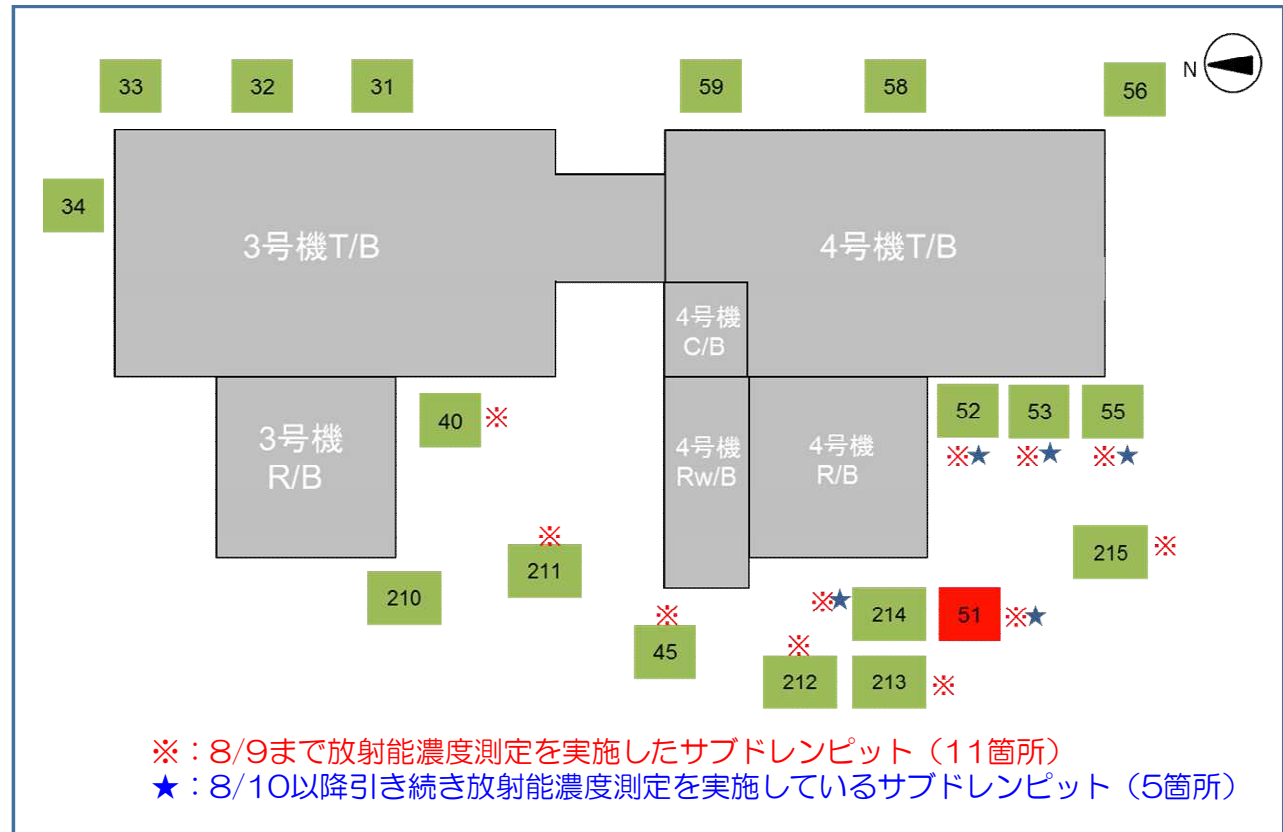 33
32
31
59
58
56
N
34
3号機T/B
4号機T/B
4号機
C/B
40
※
3号機
R/B
4号機
Rw/B
4号機
R/B
52
53
55
※★
※★
※★
※
211
210
215
※
※
45
※★
214
51
※★
※
212
213
※
※：8/9まで放射能濃度測定を実施したサブドレンピット（11箇所）
★：8/10以降引き続き放射能濃度測定を実施しているサブドレンピット（5箇所）